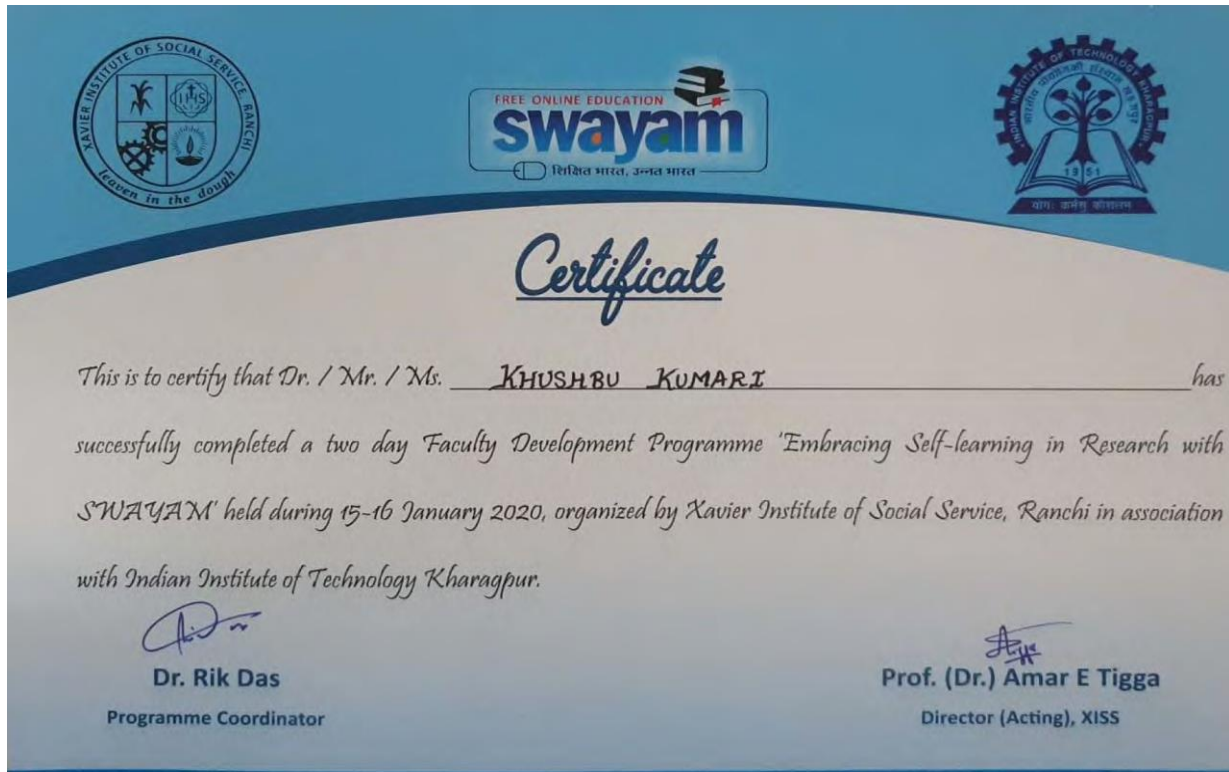 XAVIER INSTITUTE OF SOCIAL SERVICE, RANCHI
IHS
leaven in the dough
FREE ONLINE EDUCATION
swayam
शिक्षित भारत, उन्नत भारत
INDIAN INSTITUTE OF TECHNOLOGY KHARAGPUR
भारतीय प्रौद्योगिकी संस्थान खड़गपुर
1951
योगः कर्मसु कौशलम्
Certificate
This is to certify that Dr. / Mr. / Ms. KHUSHBU KUMARI has
successfully completed a two day Faculty Development Programme 'Embracing Self-learning in Research with
SWAYAM' held during 15-16 January 2020, organized by Xavier Institute of Social Service, Ranchi in association
with Indian Institute of Technology Kharagpur.
Dr. Rik Das
Programme Coordinator
Prof. (Dr.) Amar E Tigga
Director (Acting), XISS